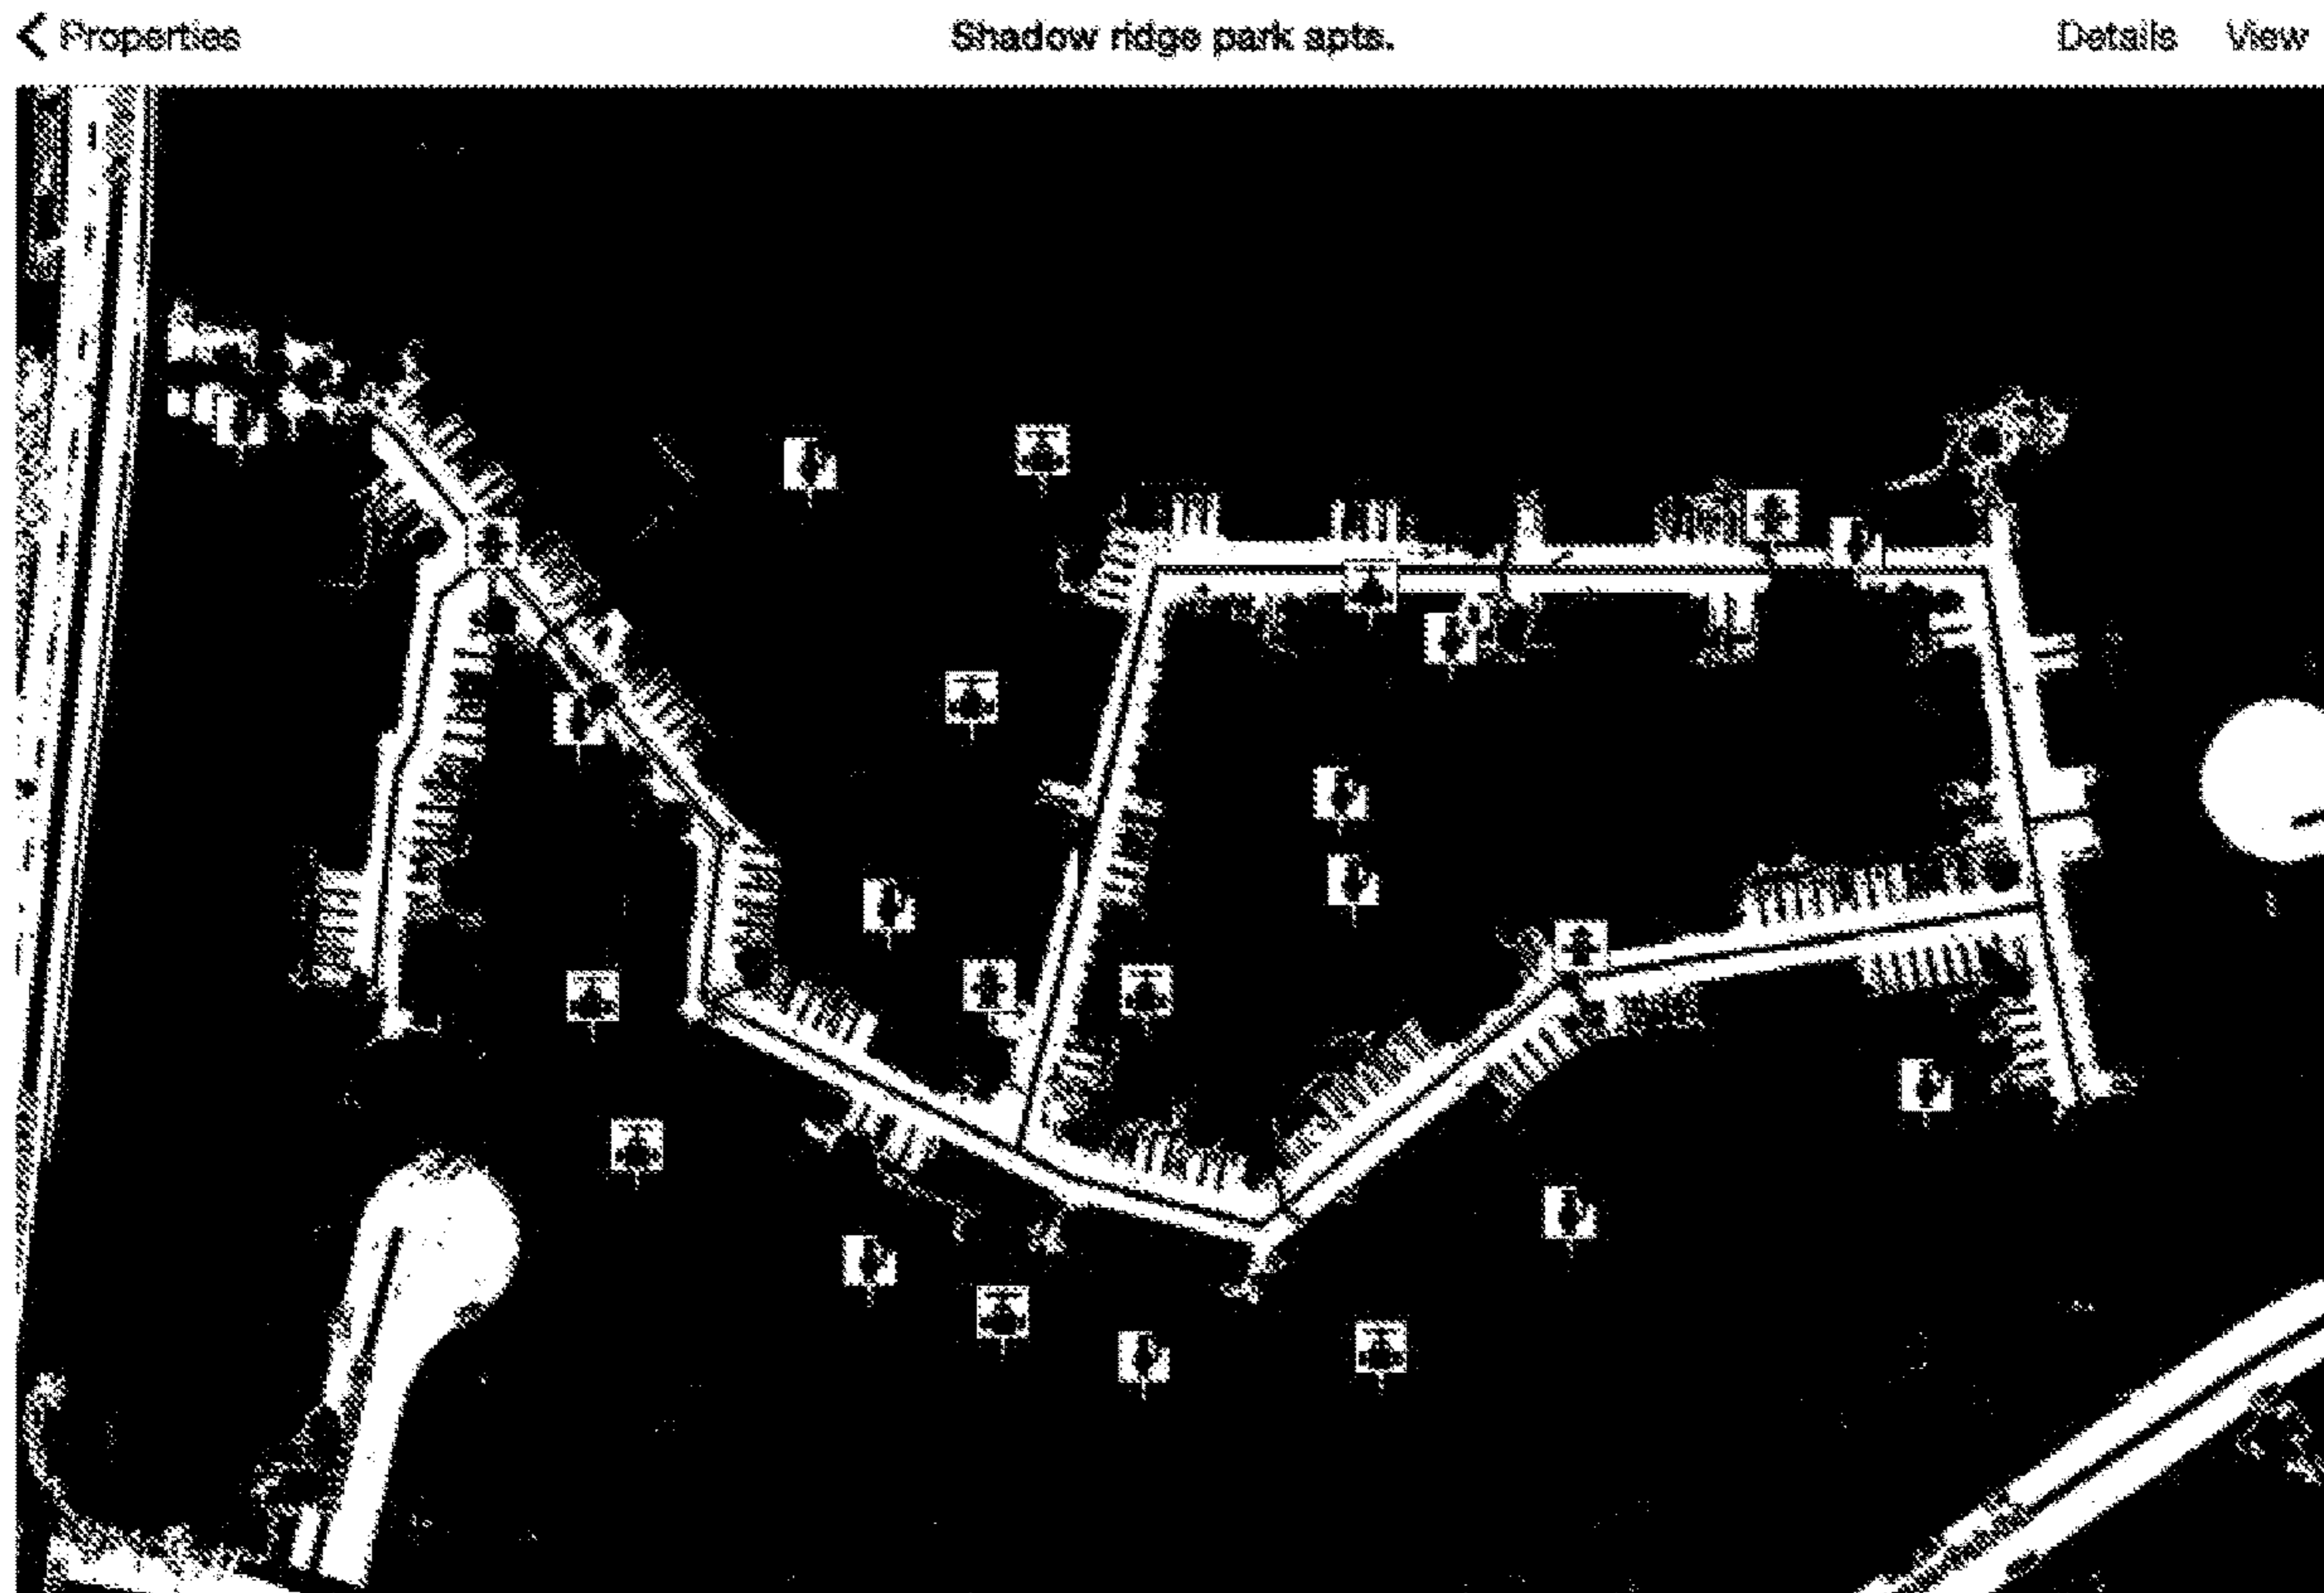 Properties
Shadow ridge park apts.
Details
View